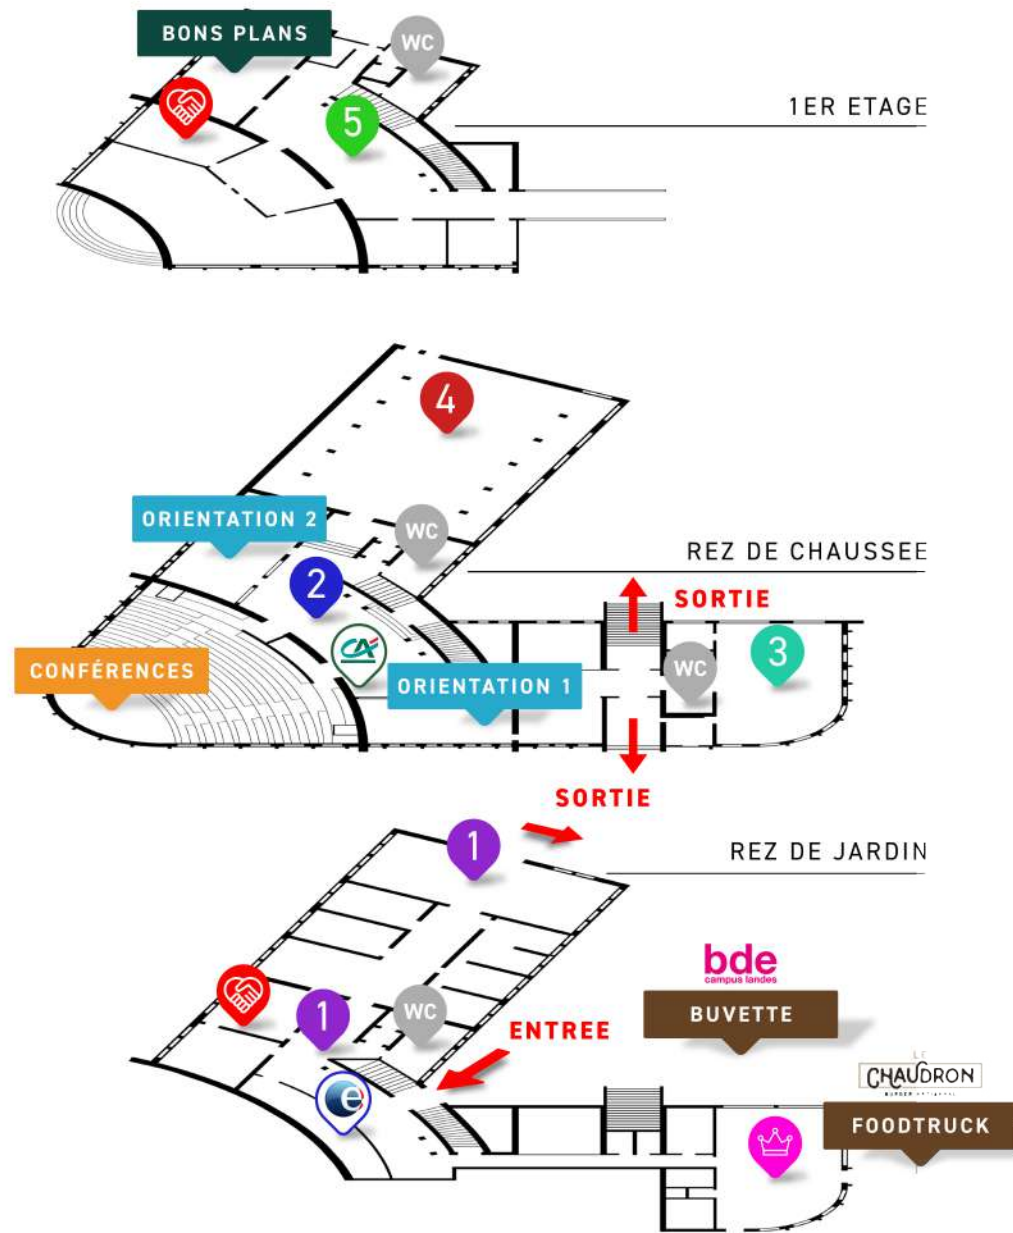 BONS PLANS
WC
5
1ER ETAGE
4
ORIENTATION 2
WC
REZ DE CHAUSSEE
2
SORTIE
CA
3
CONFÉRENCES
WC
ORIENTATION 1
SORTIE
1
REZ DE JARDIN
bde
campus landes
1
WC
BUVETTE
ENTREE
e
LE
CHAUDRON
FOODTRUCK